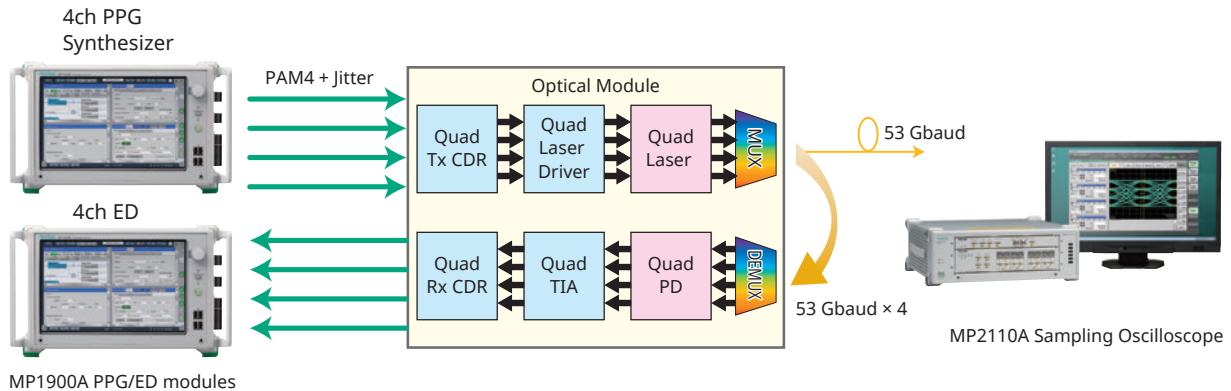 4ch PPG
Synthesizer
PAM4 + Jitter
Optical Module
Quad
Tx CDR
Quad
Laser
Driver
Quad
Laser
MUX
53 Gbaud
4ch ED
Quad
Rx CDR
Quad
TIA
Quad
PD
DEMUX
53 Gbaud × 4
MP2110A Sampling Oscilloscope
MP1900A PPG/ED modules